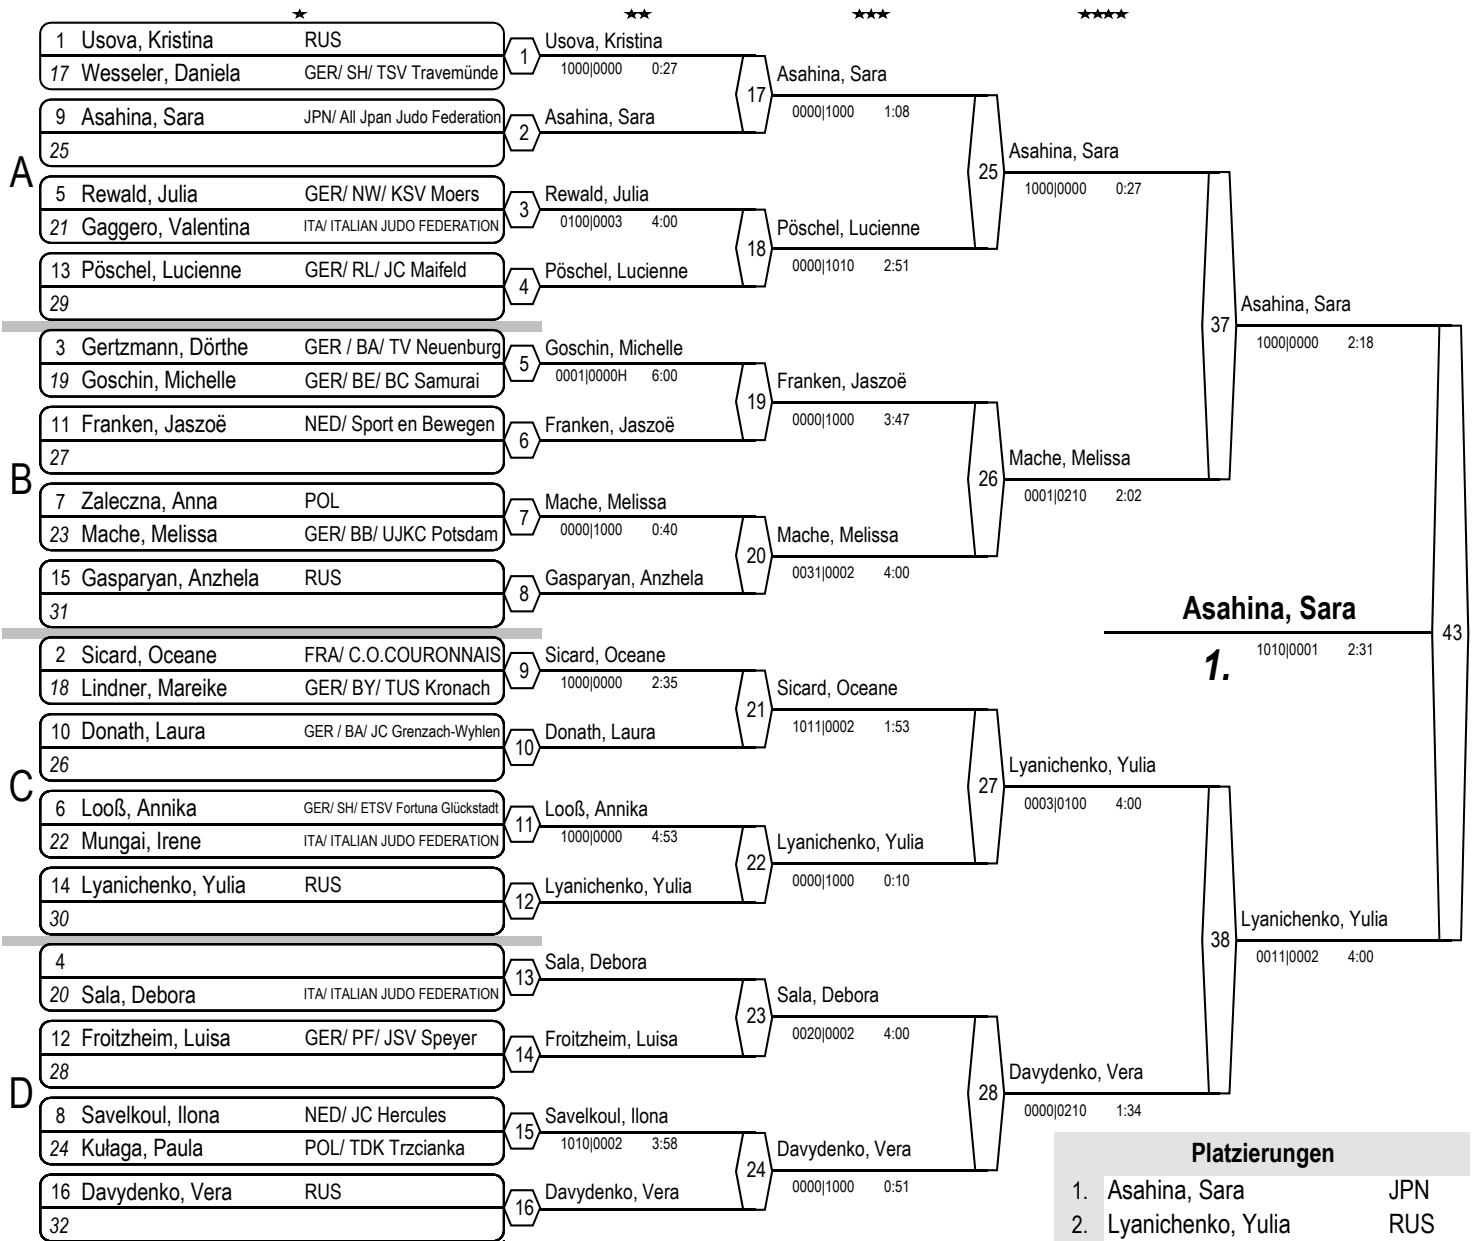 1 Usova, Kristina RUS
17 Wesseler, Daniela GER/ SH/ TSV Travemünde
9 Asahina, Sara JPN/ All Jpan Judo Federation
25
A
5 Rewald, Julia GER/ NW/ KSV Moers
21 Gaggero, Valentina ITA/ ITALIAN JUDO FEDERATION
13 Pöschel, Lucienne GER/ RL/ JC Maifeld
29
3 Gertzmann, Dörthe GER / BA/ TV Neuenburg
19 Goschin, Michelle GER/ BE/ BC Samurai
11 Franken, Jaszoë NED/ Sport en Bewegen
27
B
7 Zaleczna, Anna POL
23 Mache, Melissa GER/ BB/ UJKC Potsdam
15 Gasparyan, Anzhela RUS
31
2 Sicard, Oceane FRA/ C.O.COURONNAIS
18 Lindner, Mareike GER/ BY/ TUS Kronach
10 Donath, Laura GER / BA/ JC Grenzach-Wyhlen
26
C
6 Looß, Annika GER/ SH/ ETSV Fortuna Glückstadt
22 Mungai, Irene ITA/ ITALIAN JUDO FEDERATION
14 Lyanichenko, Yulia RUS
30
4
20 Sala, Debora ITA/ ITALIAN JUDO FEDERATION
12 Froitzheim, Luisa GER/ PF/ JSV Speyer
28
D
8 Savelkoul, Ilona NED/ JC Hercules
24 Kułaga, Paula POL/ TDK Trzcianka
16 Davydenko, Vera RUS
32
1 Usova, Kristina
1000|0000 0:27
2 Asahina, Sara
3 Rewald, Julia
0100|0003 4:00
4 Pöschel, Lucienne
5 Goschin, Michelle
0001|0000H 6:00
6 Franken, Jaszoë
7 Mache, Melissa
0000|1000 0:40
8 Gasparyan, Anzhela
9 Sicard, Oceane
1000|0000 2:35
10 Donath, Laura
11 Looß, Annika
1000|0000 4:53
12 Lyanichenko, Yulia
13 Sala, Debora
14 Froitzheim, Luisa
15 Savelkoul, Ilona
1010|0002 3:58
16 Davydenko, Vera
17 Asahina, Sara
0000|1000 1:08
18 Pöschel, Lucienne
0000|1010 2:51
19 Franken, Jaszoë
0000|1000 3:47
20 Mache, Melissa
0031|0002 4:00
21 Sicard, Oceane
1011|0002 1:53
22 Lyanichenko, Yulia
0000|1000 0:10
23 Sala, Debora
0020|0002 4:00
24 Davydenko, Vera
0000|1000 0:51
25 Asahina, Sara
1000|0000 0:27
26 Mache, Melissa
0001|0210 2:02
27 Lyanichenko, Yulia
0003|0100 4:00
28 Davydenko, Vera
0000|0210 1:34
37 Asahina, Sara
1000|0000 2:18
38 Lyanichenko, Yulia
0011|0002 4:00
43
Asahina, Sara
1. 1010|0001 2:31
Platzierungen
1. Asahina, Sara JPN
2. Lyanichenko, Yulia RUS